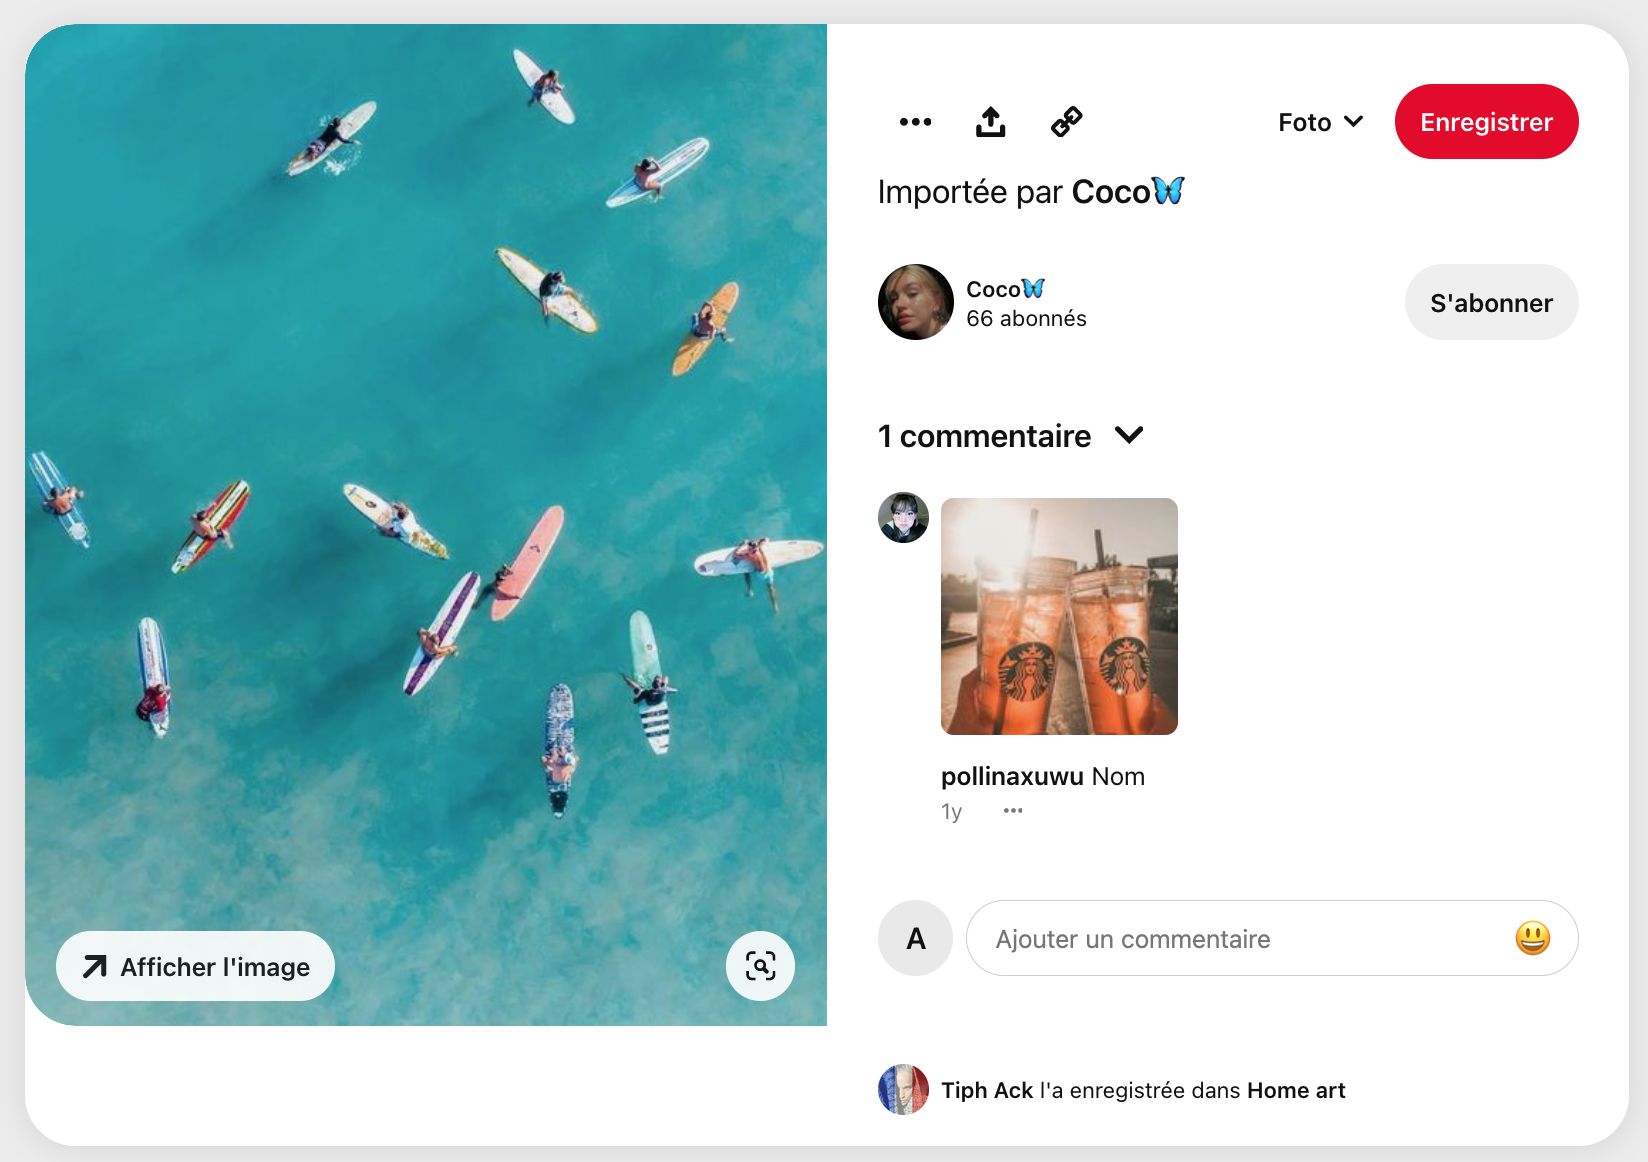 Foto
Enregistrer
Importée par Coco🦋
Coco🦋
66 abonnés
S'abonner
1 commentaire
pollinaxuwu Nom
1y
A
Ajouter un commentaire
Afficher l'image
Tiph Ack l'a enregistrée dans Home art